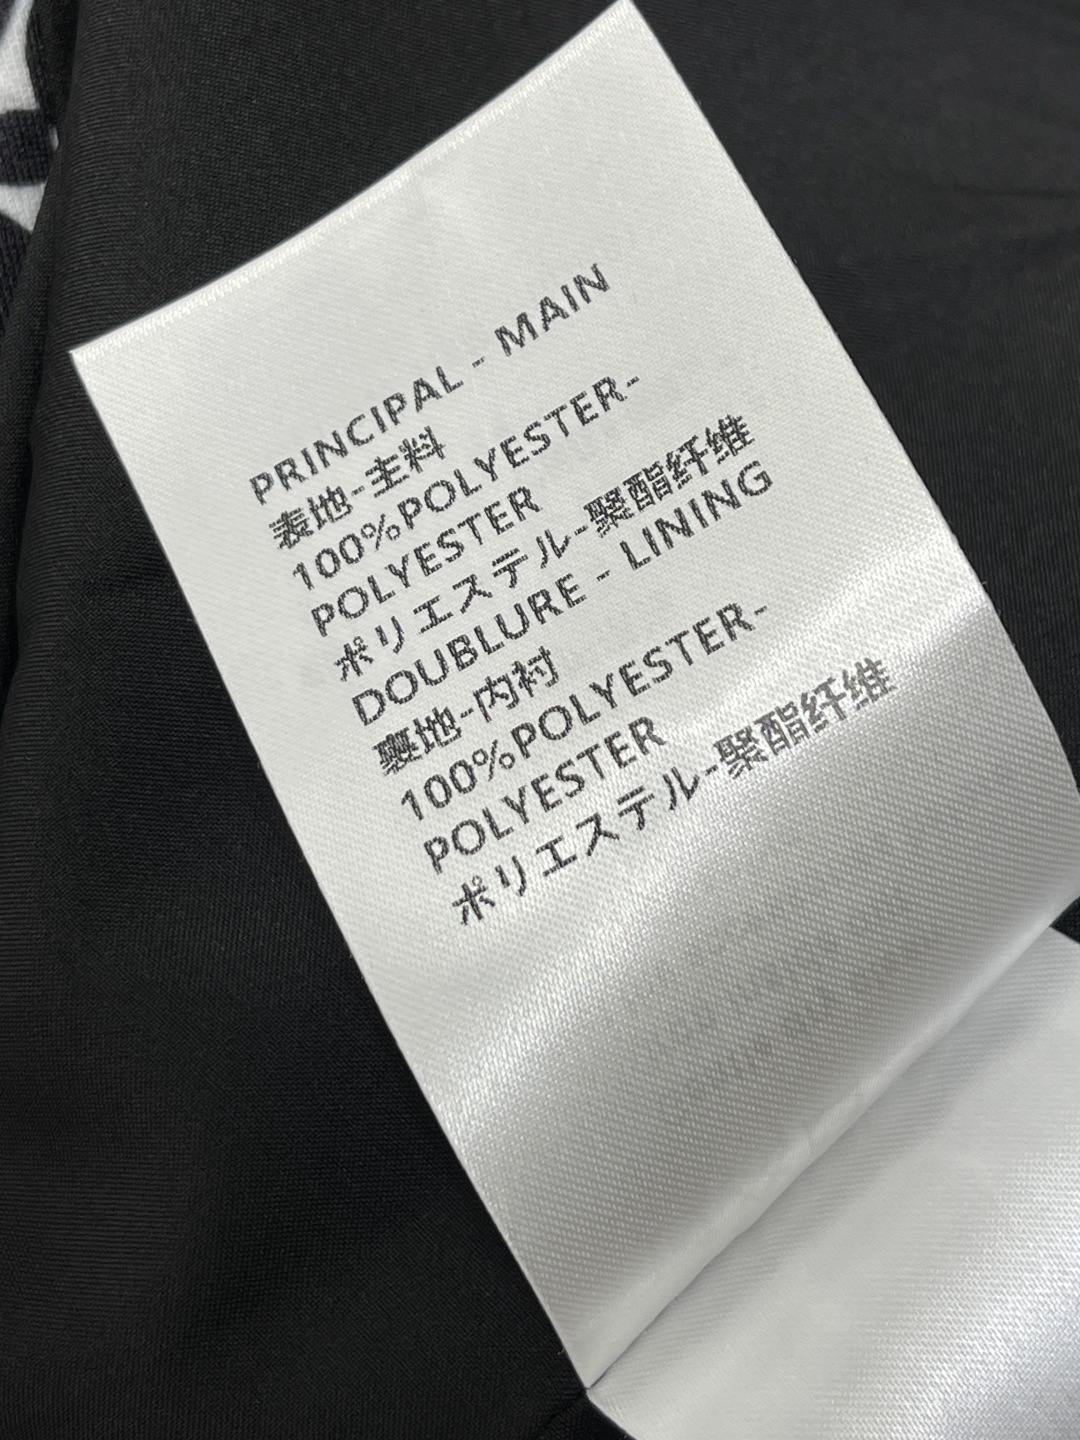 PRINCIPAL - MAIN
表地-主料
100%POLYESTER-
POLYESTER
ポリエステル-聚酯纤维
DOUBLURE - LINING
裏地-内衬
100%POLYESTER-
POLYESTER
ポリエステル-聚酯纤维